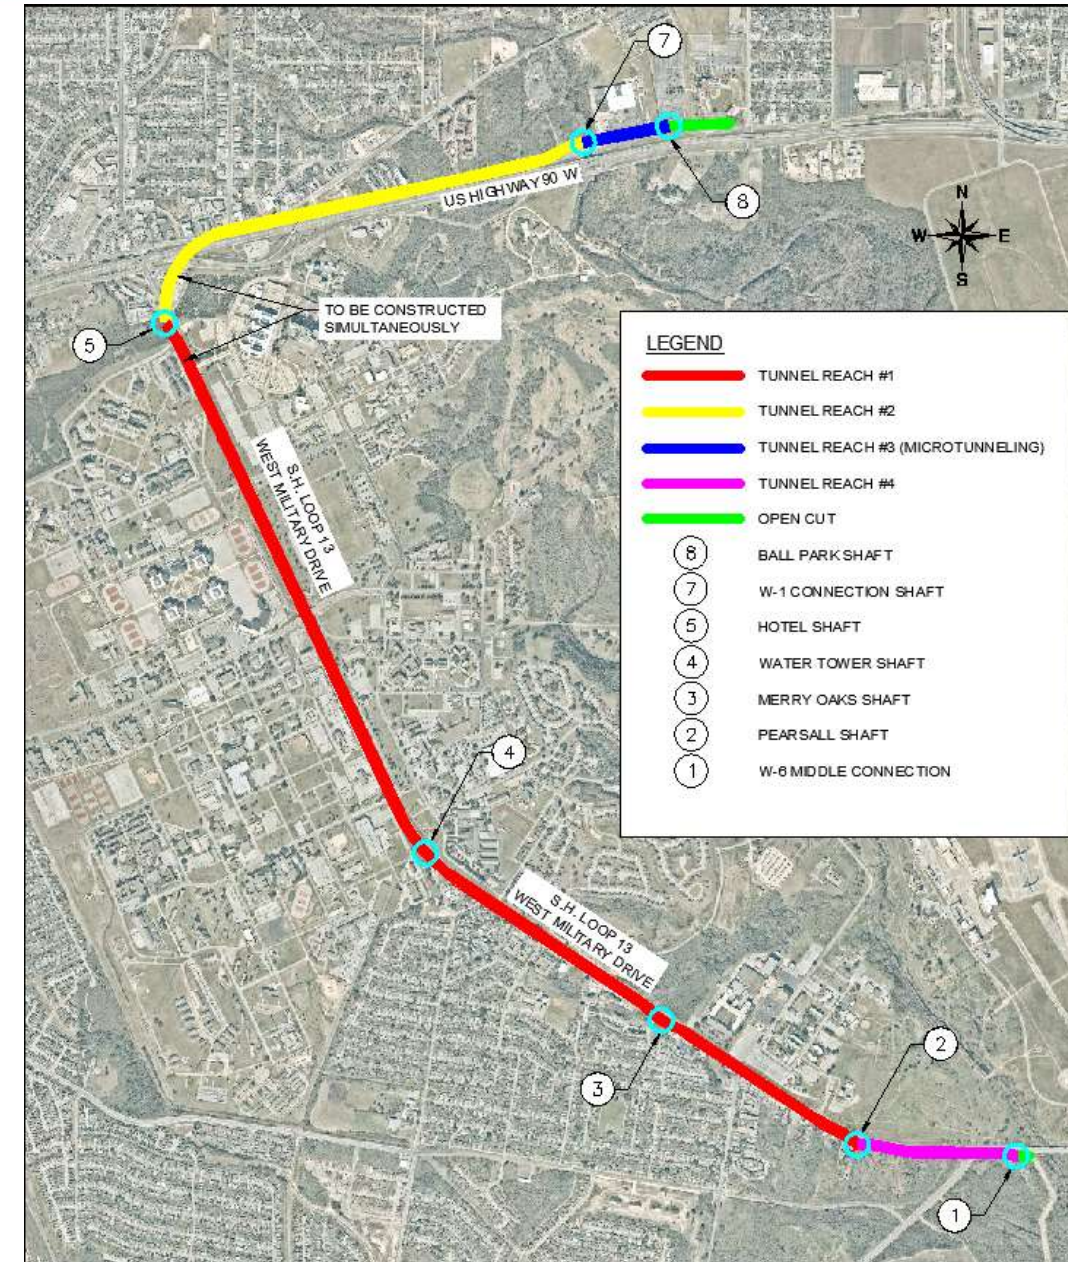 7
8
US HIGHWAY 90 W
N
W
E
S
TO BE CONSTRUCTED
SIMULTANEOUSLY
5
LEGEND
TUNNEL REACH #1
TUNNEL REACH #2
TUNNEL REACH #3 (MICROTUNNELING)
TUNNEL REACH #4
OPEN CUT
8 BALL PARK SHAFT
7 W-1 CONNECTION SHAFT
5 HOTEL SHAFT
4 WATER TOWER SHAFT
3 MERRY OAKS SHAFT
2 PEARSALL SHAFT
1 W-6 MIDDLE CONNECTION
S.H. LOOP 13
WEST MILITARY DRIVE
4
S.H. LOOP 13
WEST MILITARY DRIVE
3
2
1